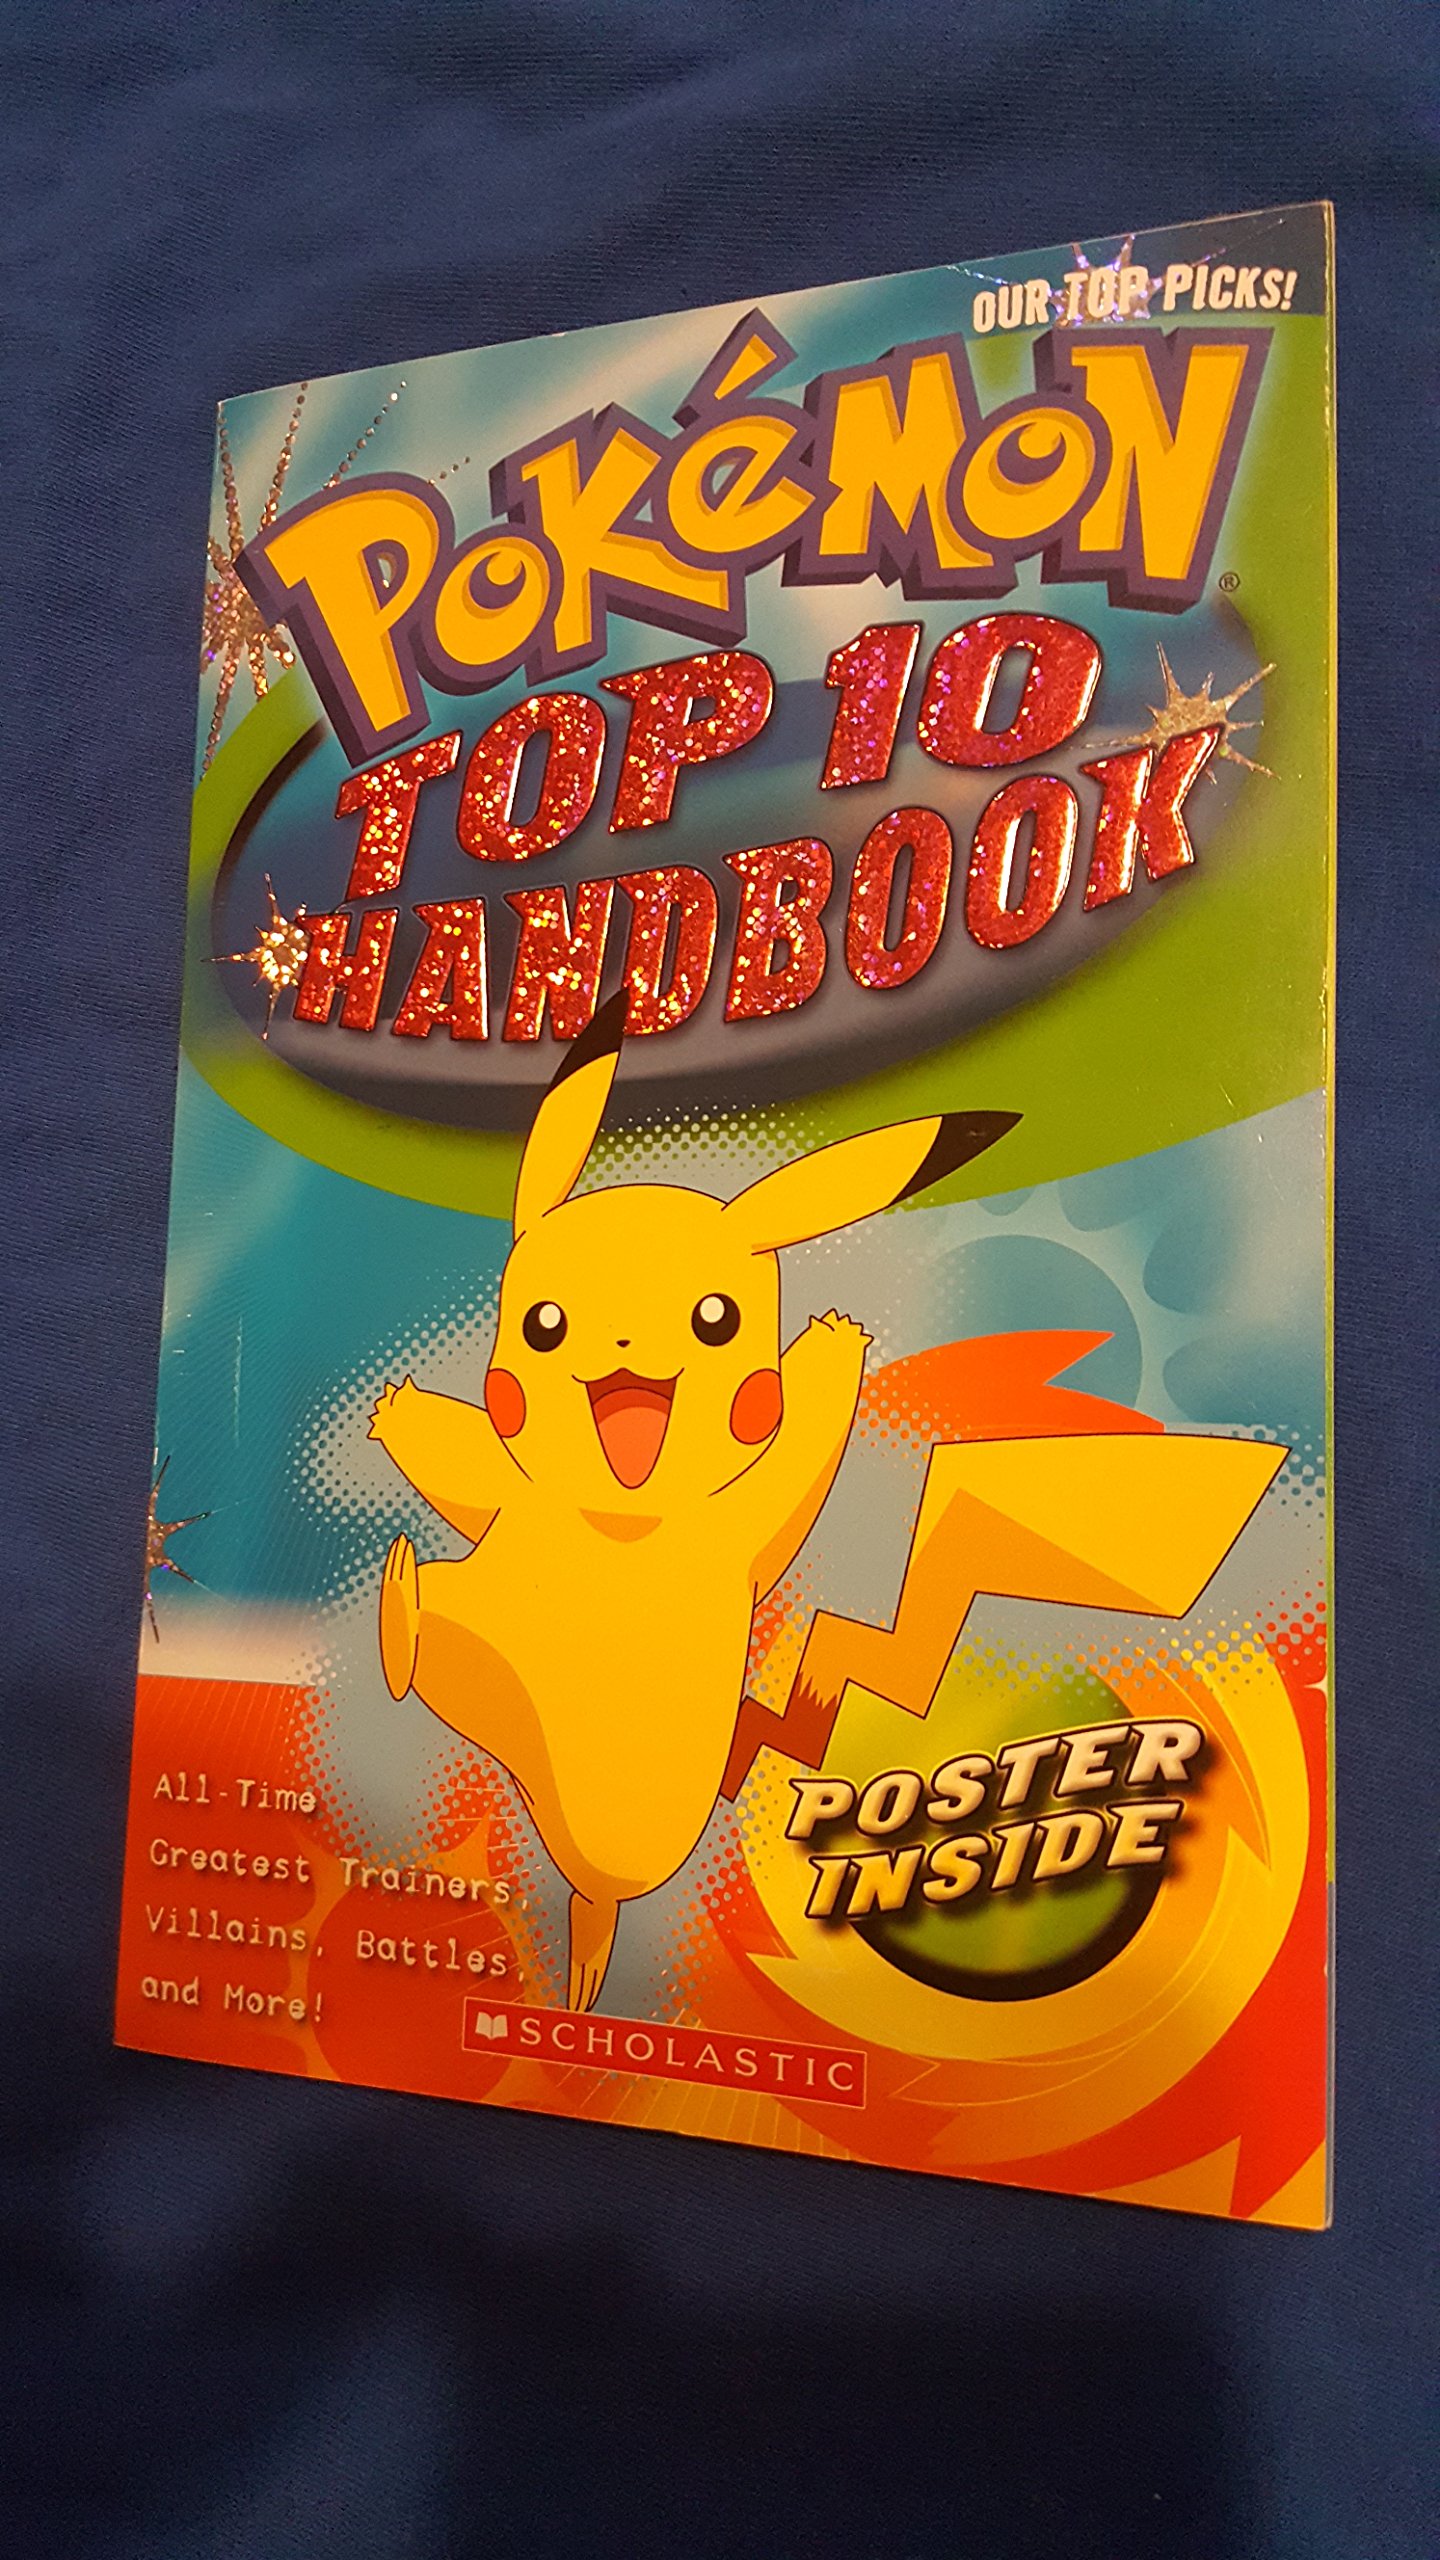 OUR TOP PICKS!
POKéMON®
TOP 10
HANDBOOK
POSTER
INSIDE
All-Time
Greatest Trainers,
Villains, Battles,
and More!
SCHOLASTIC